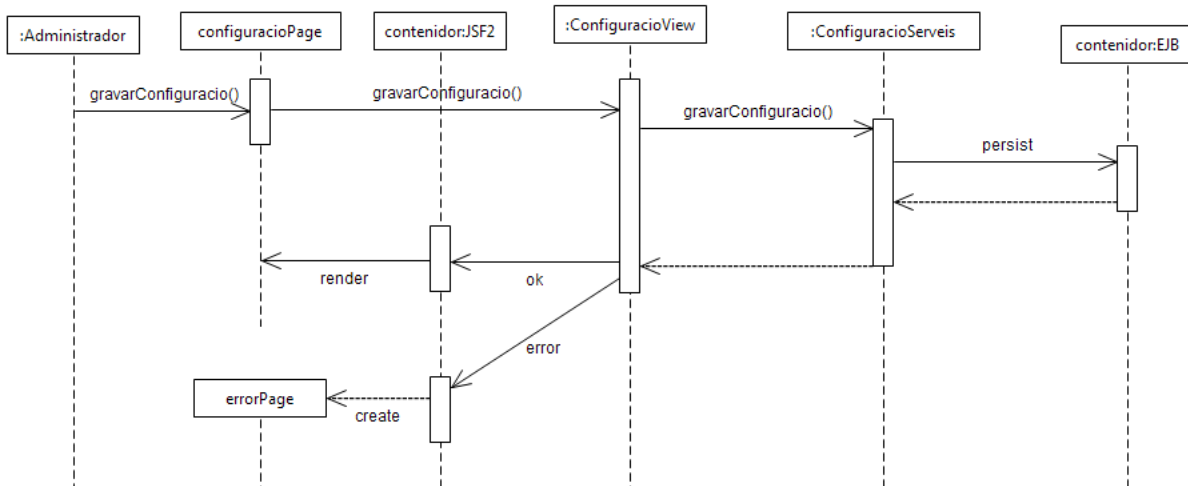 :Administrador
configuracioPage
contenidor:JSF2
:ConfiguracioView
:ConfiguracioServeis
contenidor:EJB
gravarConfiguracio()
gravarConfiguracio()
gravarConfiguracio()
persist
render
ok
error
errorPage
create